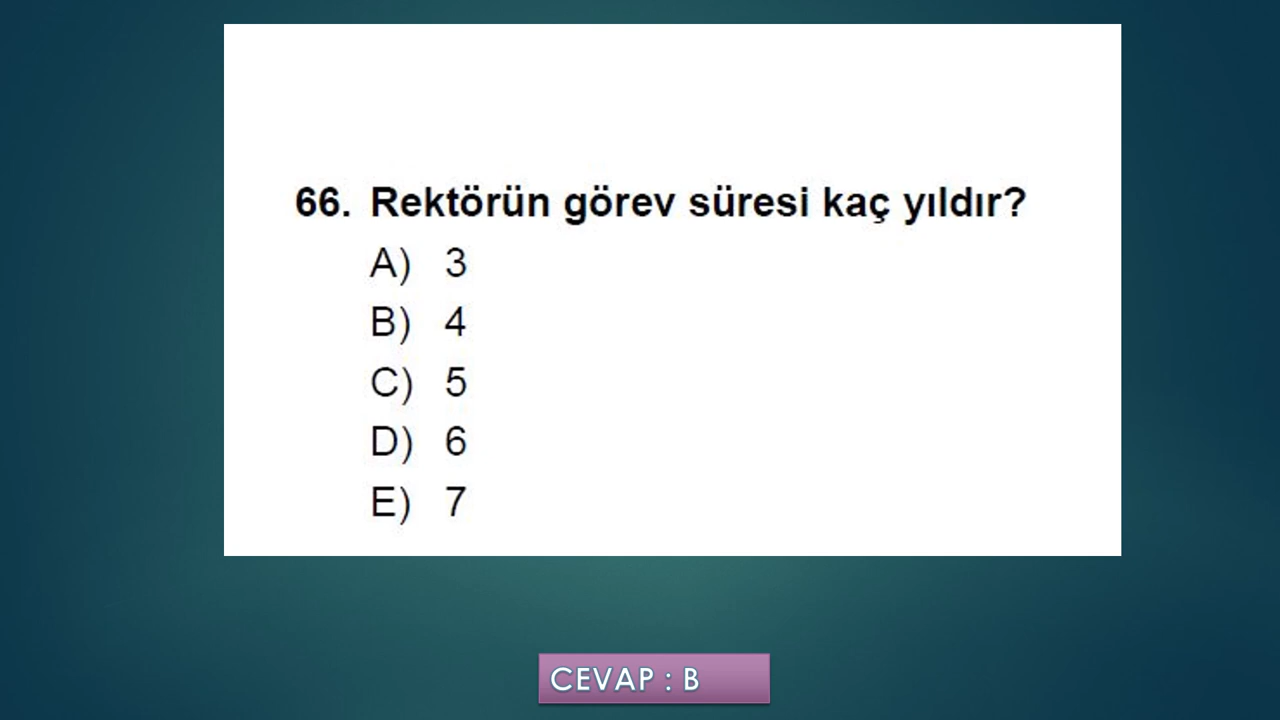 66. Rektörün görev süresi kaç yıldır?
A) 3
B) 4
C) 5
D) 6
E) 7
CEVAP : B